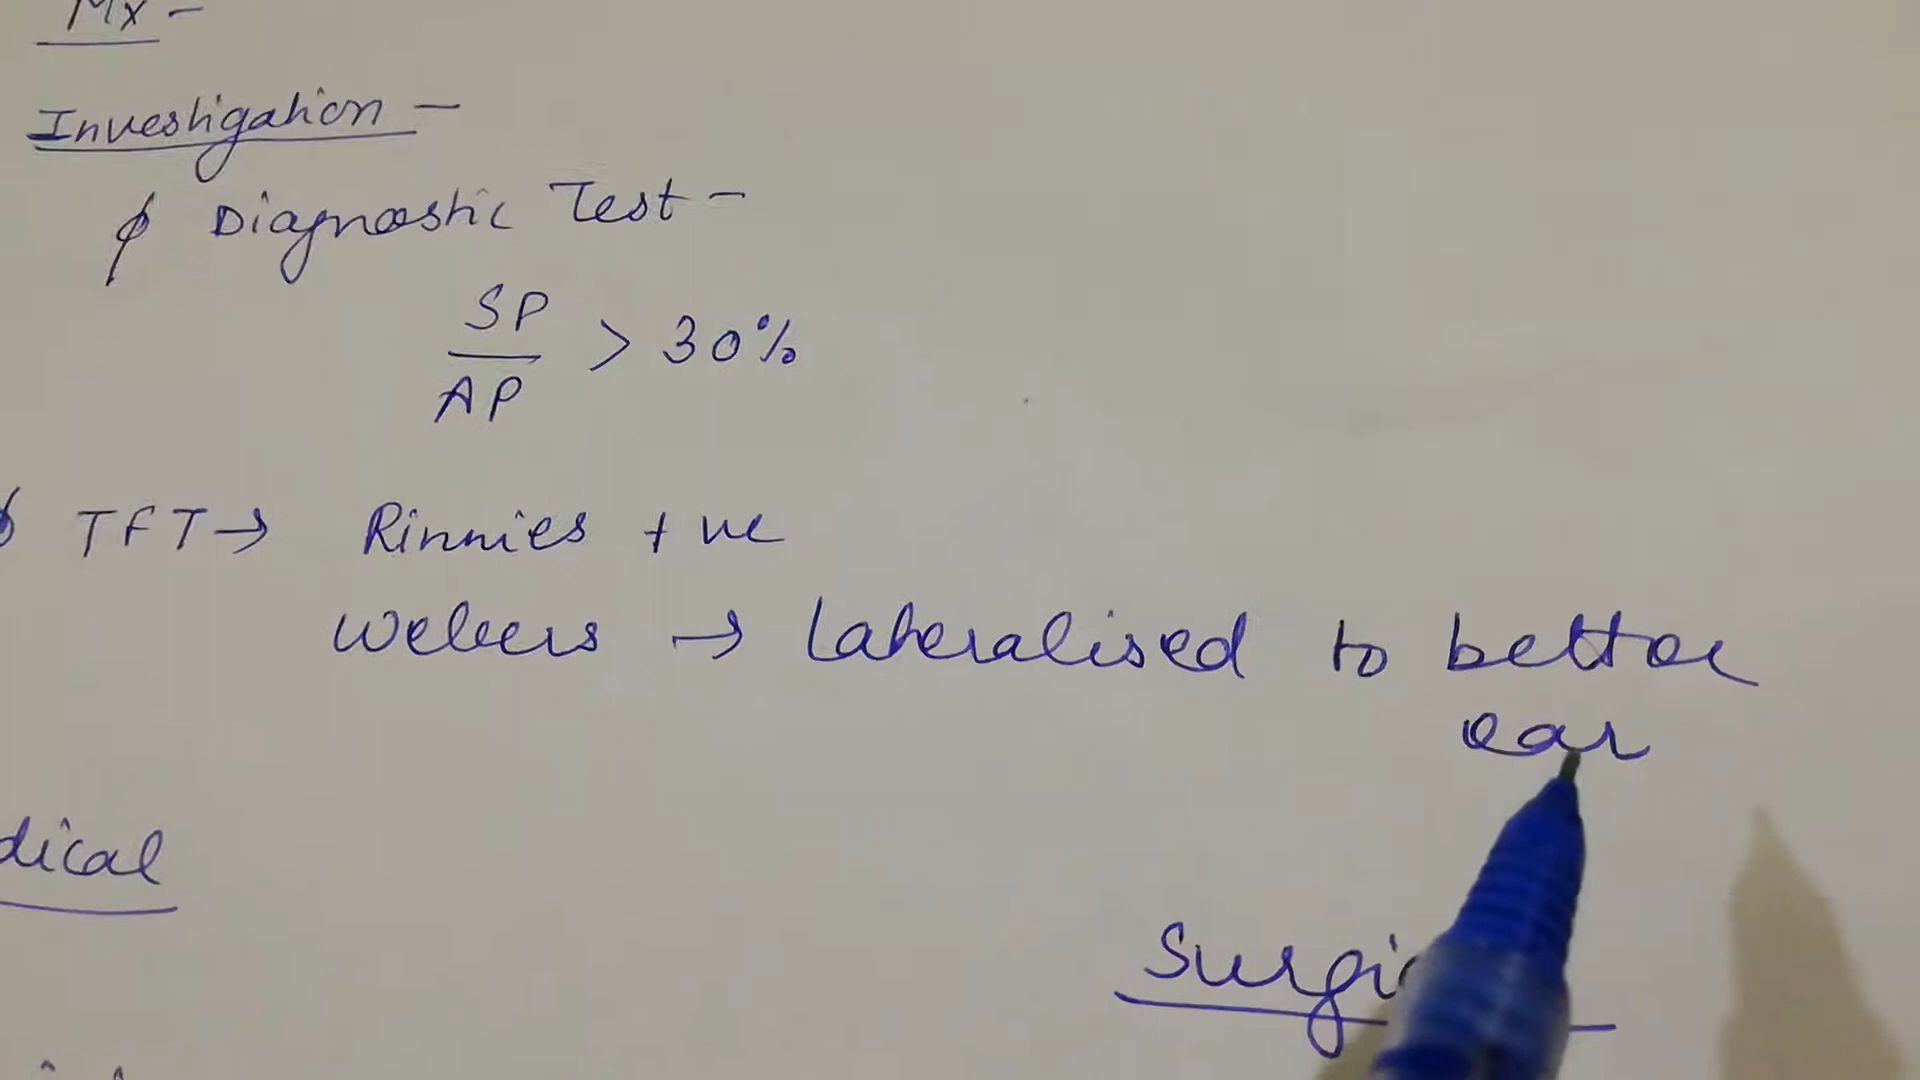 Mx -
Investigation -
Diagnostic Test -
SP
AP
> 30%
TFT → Rinnies +ve
Webers → Lateralised to better
ear
dical
Surgi